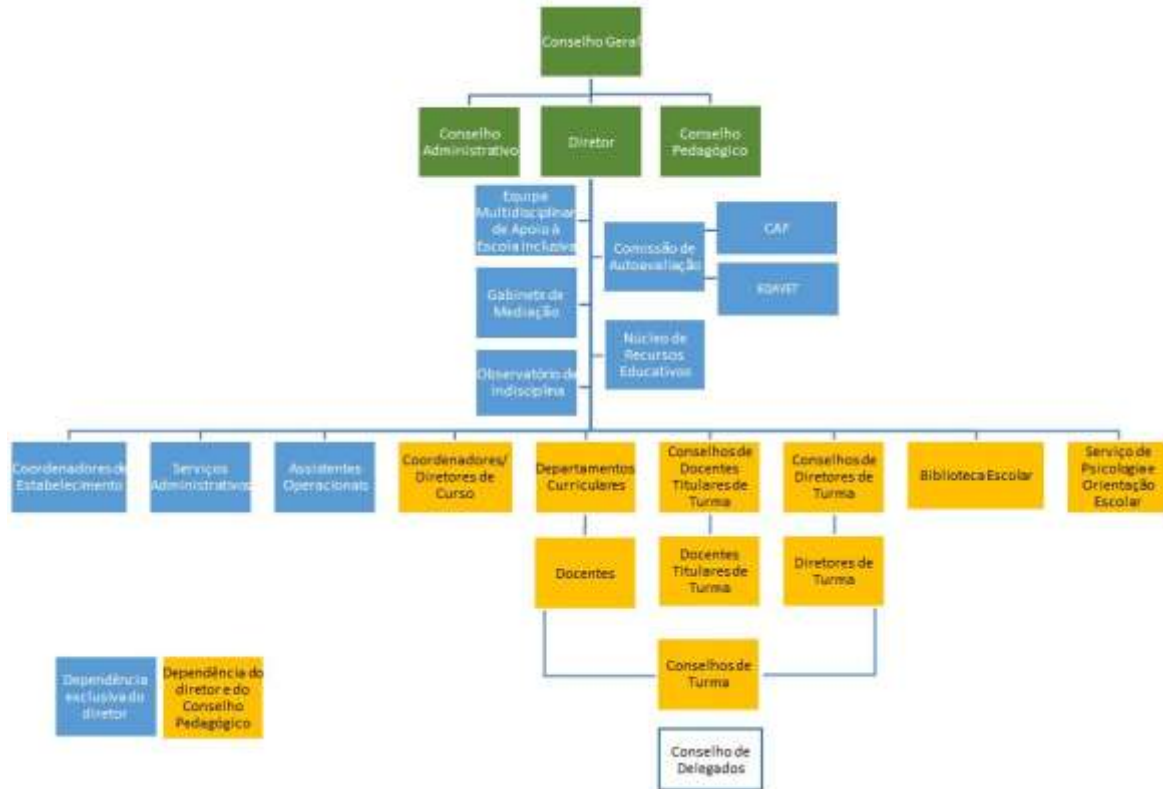 Conselho Geral
Conselho
Administrativo
Diretor
Conselho
Pedagógico
Equipa
Multidisciplinar
de Apoio à
Escola Inclusiva
Comissão de
Autoavaliação
CAF
EQAVET
Gabinete de
Mediação
Núcleo de
Recursos
Educativos
Observatório de
Indisciplina
Coordenadores de
Estabelecimento
Serviços
Administrativos
Assistentes
Operacionais
Coordenadores/
Diretores de
Curso
Departamentos
Curriculares
Conselhos de
Docentes
Titulares de
Turma
Conselhos de
Diretores de
Turma
Biblioteca Escolar
Serviço de
Psicologia e
Orientação
Escolar
Docentes
Docentes
Titulares de
Turma
Diretores de
Turma
Conselhos de
Turma
Dependência
exclusiva do
diretor
Dependência do
diretor e do
Conselho
Pedagógico
Conselho de
Delegados